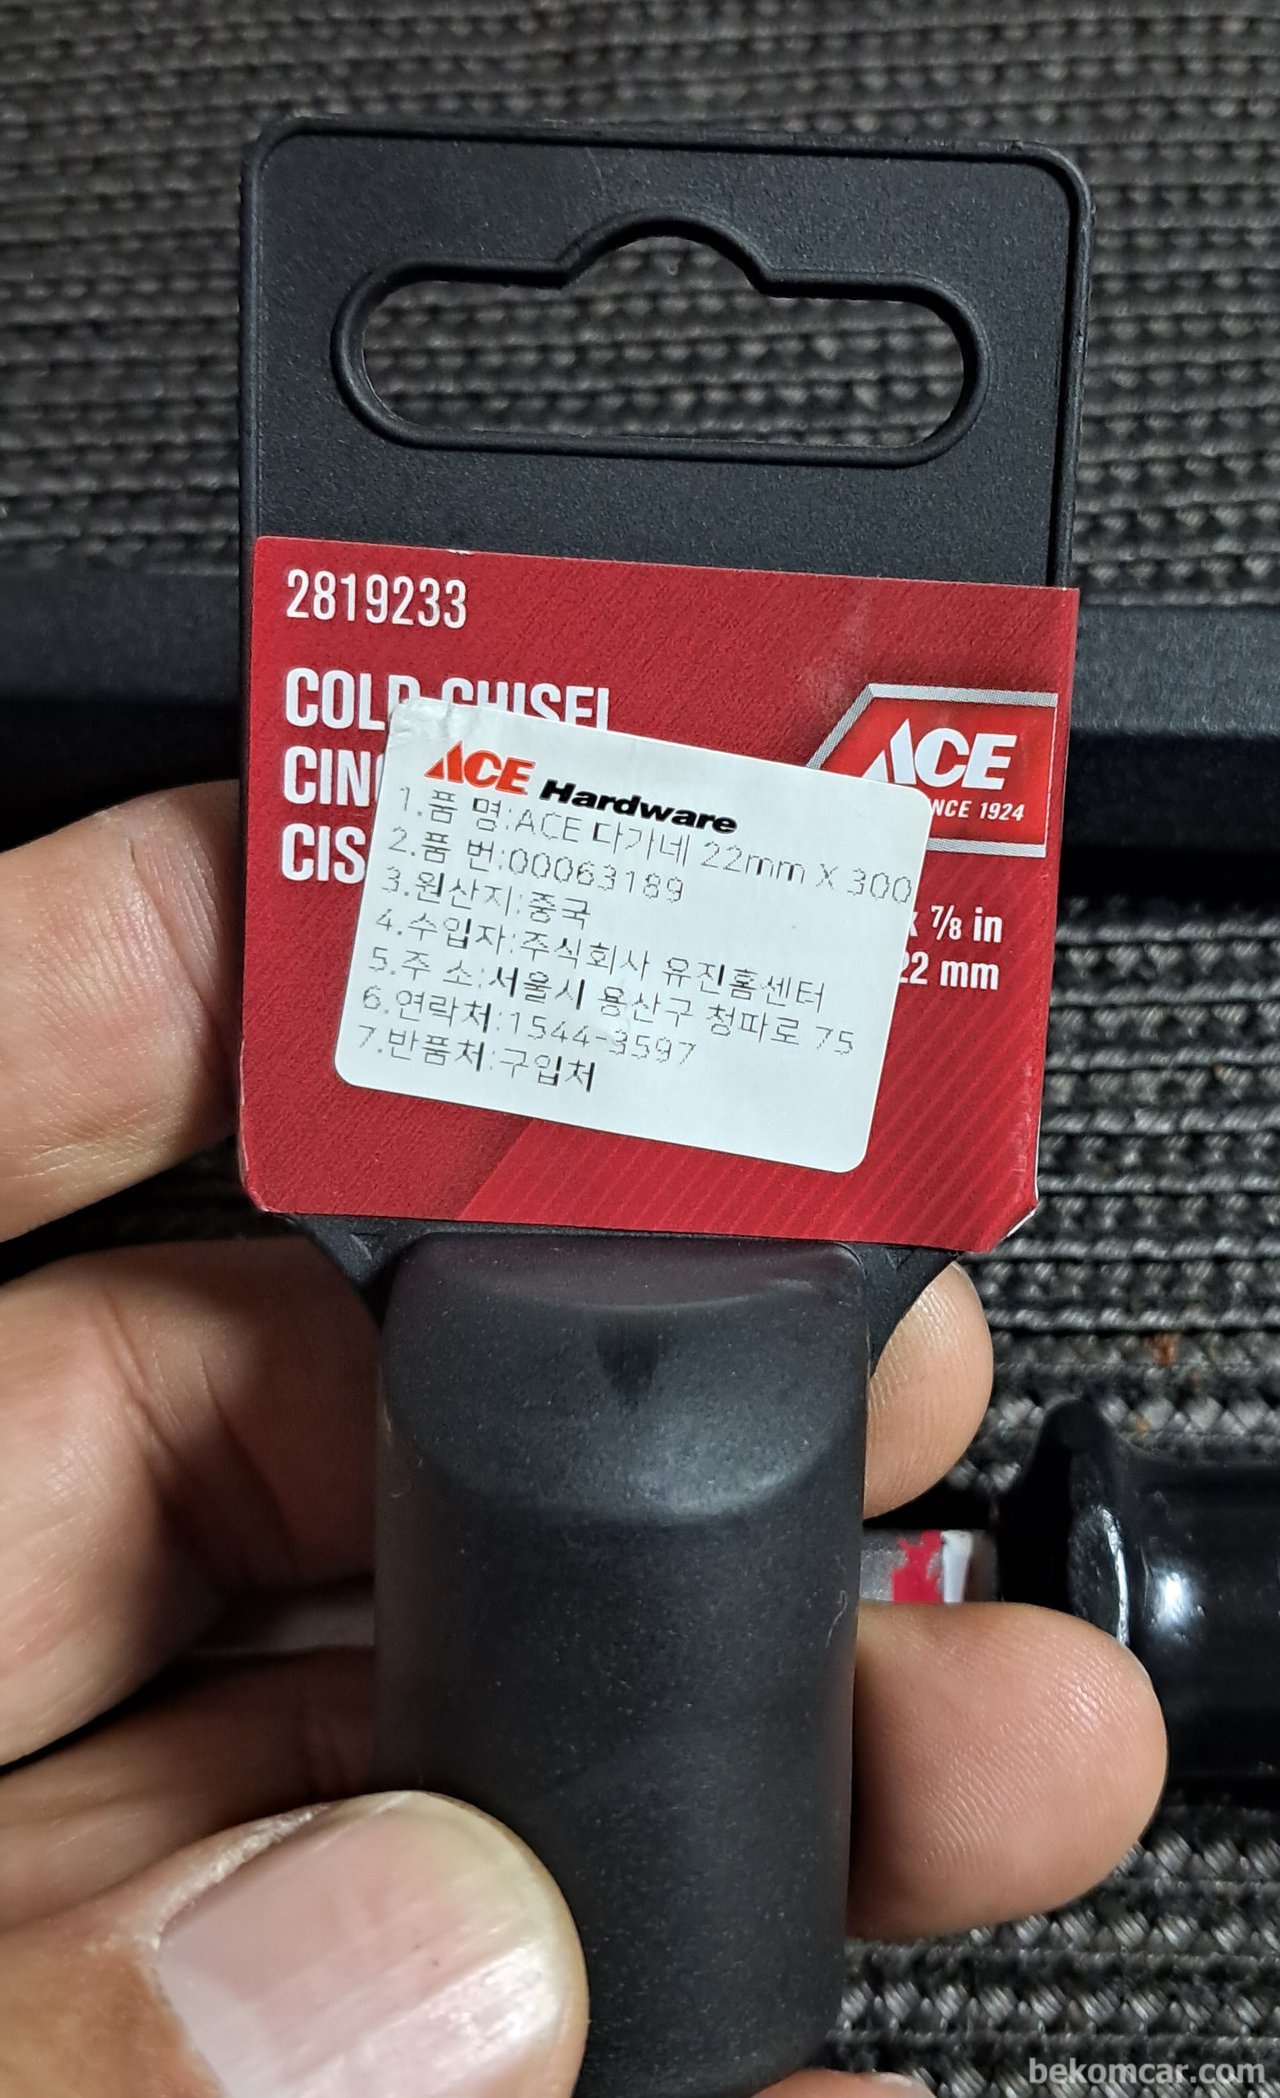 2819233
COLD CHISEL
CIN
CIS
ACE
SINCE 1924
x 7/8 in
22 mm
ACE Hardware
1.품 명:ACE 다가네 22mm X 300
2.품 번:00063189
3.원산지:중국
4.수입자:주식회사 유진홈센터
5.주 소:서울시 용산구 청파로 75
6.연락처:1544-3597
7.반품처:구입처
bekomcar.com